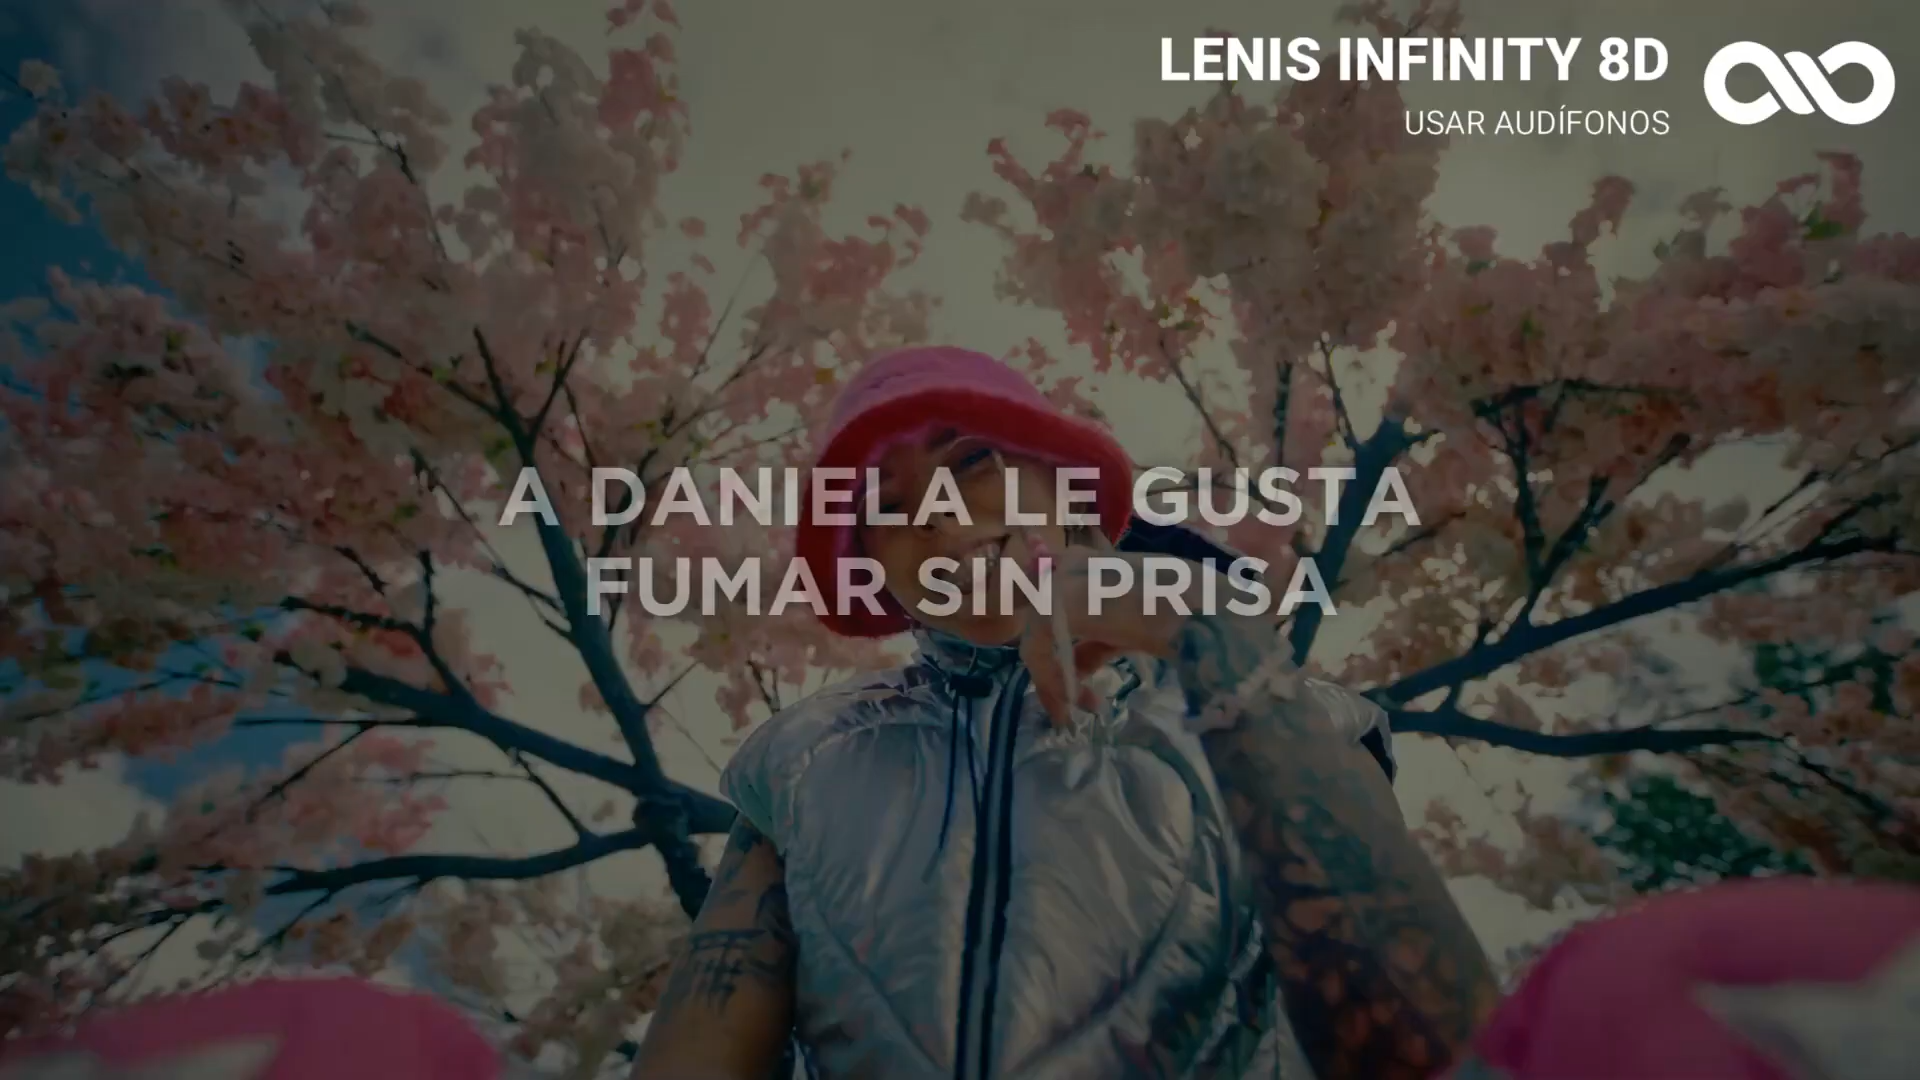 LENIS INFINITY 8D
USAR AUDÍFONOS
A DANIELA LE GUSTA
FUMAR SIN PRISA